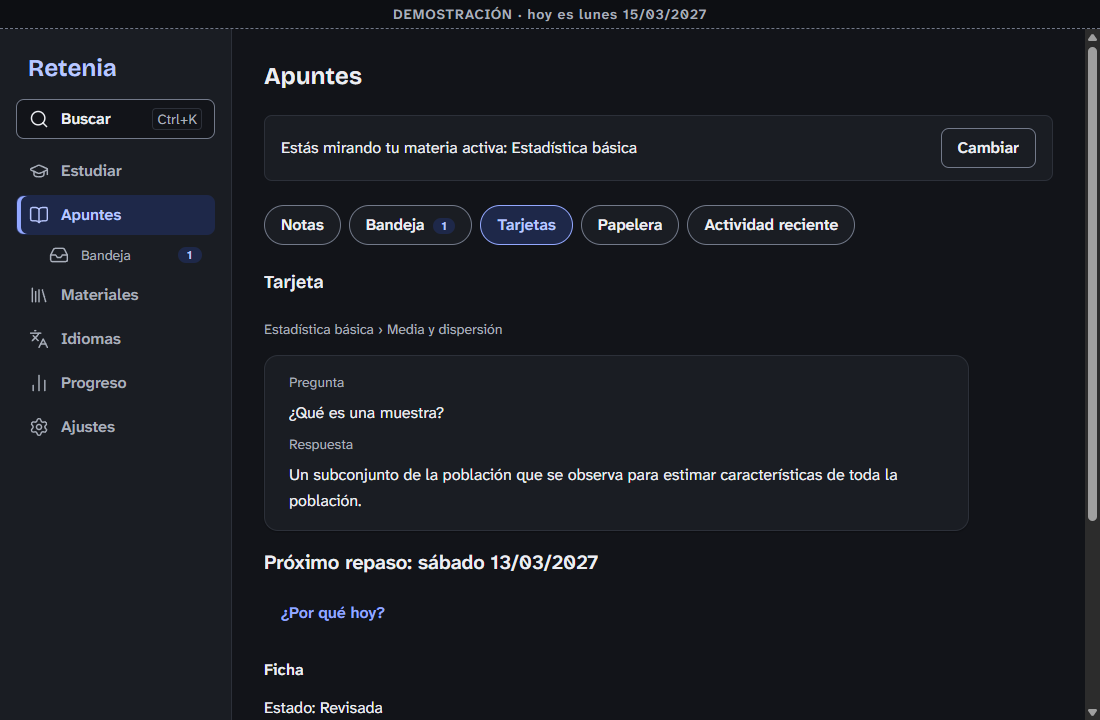 DEMOSTRACIÓN · hoy es lunes 15/03/2027
Retenia
Buscar Ctrl+K
Estudiar
Apuntes
Bandeja 1
Materiales
Idiomas
Progreso
Ajustes
Apuntes
Estás mirando tu materia activa: Estadística básica
Cambiar
Notas
Bandeja 1
Tarjetas
Papelera
Actividad reciente
Tarjeta
Estadística básica › Media y dispersión
Pregunta
¿Qué es una muestra?
Respuesta
Un subconjunto de la población que se observa para estimar características de toda la
población.
Próximo repaso: sábado 13/03/2027
¿Por qué hoy?
Ficha
Estado: Revisada